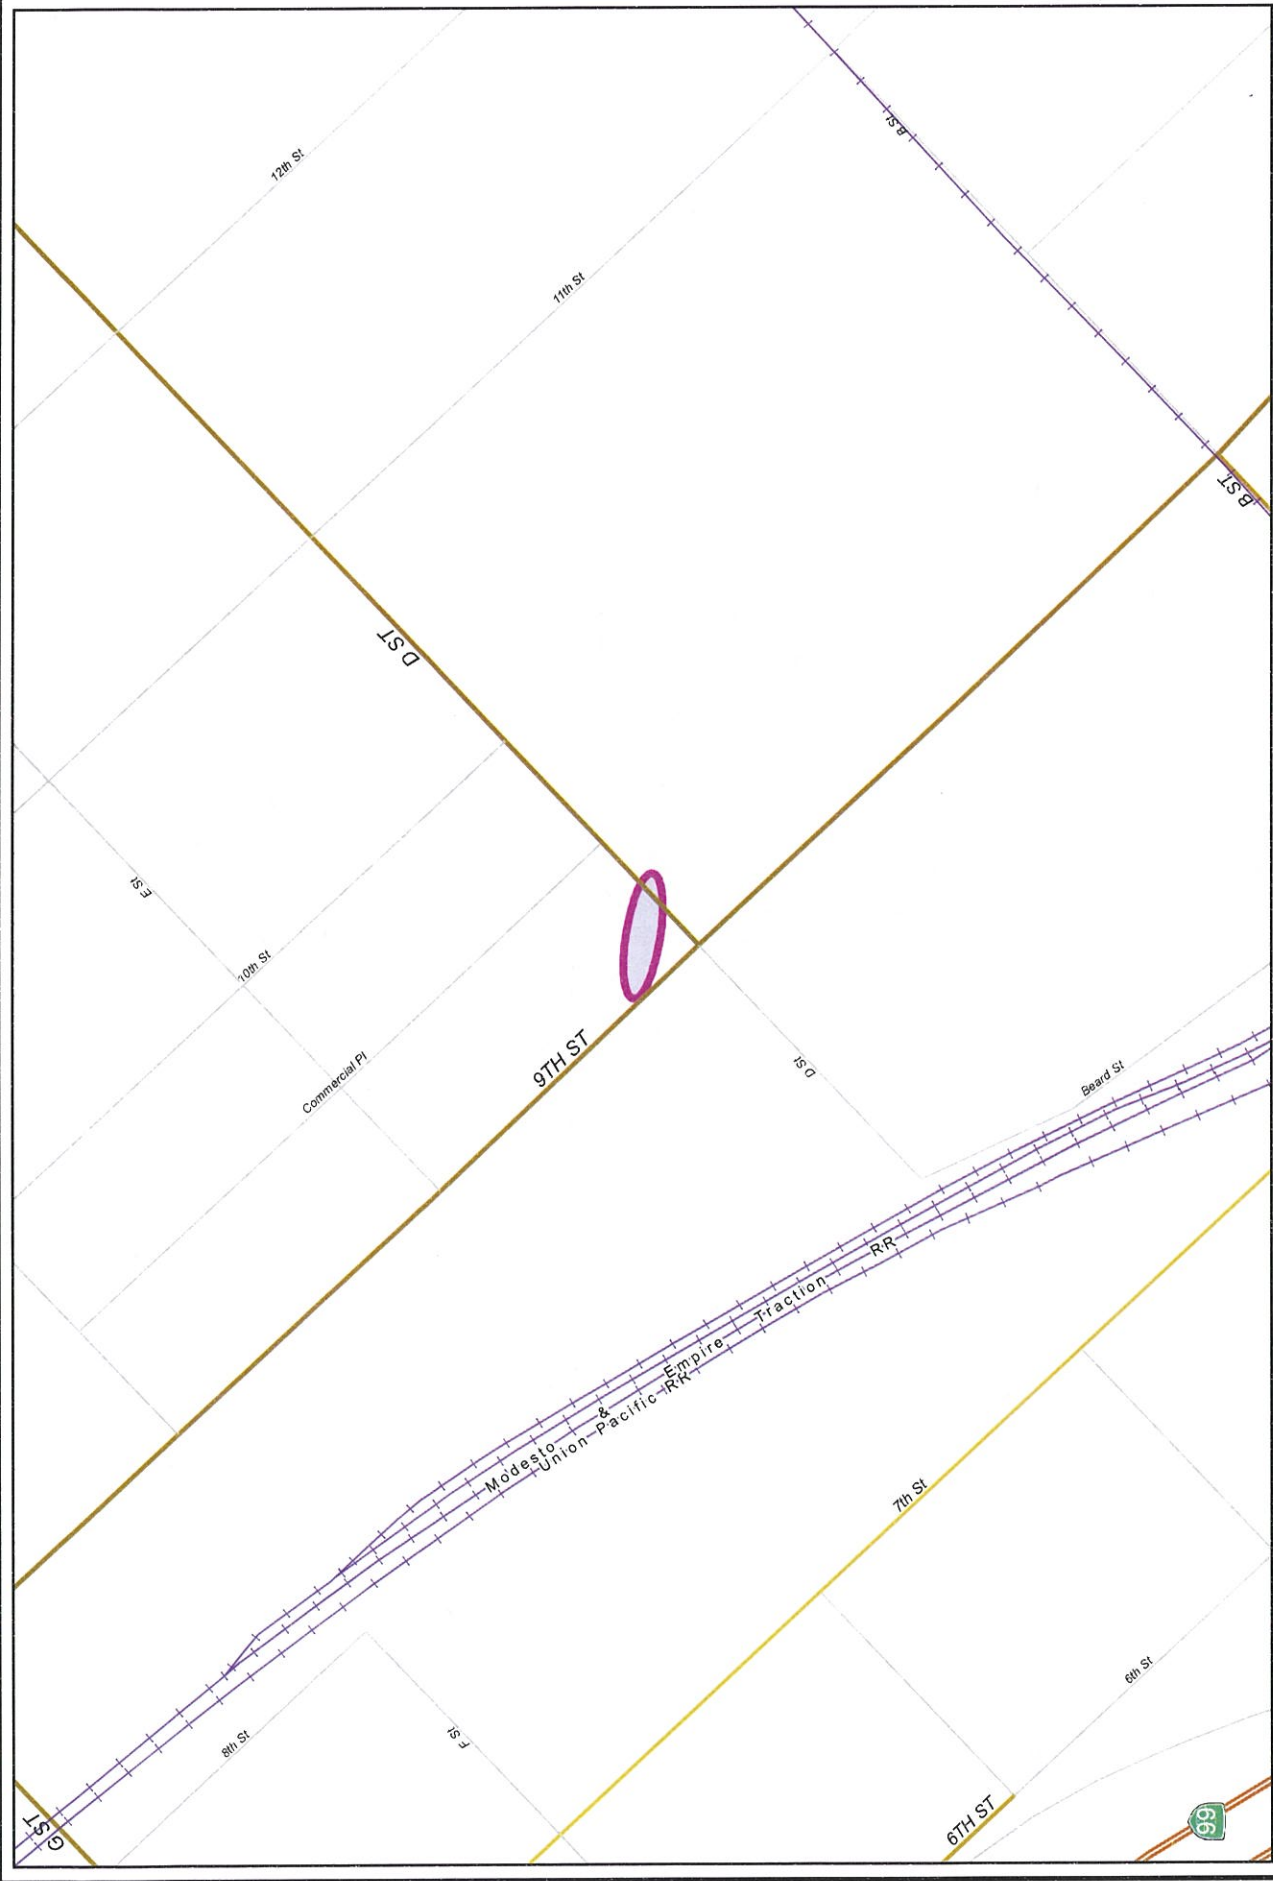 12th St
B St
11th St
B ST
D ST
E St
10th St
9TH ST
Commercial Pl
D St
Beard St
Modesto & Empire Traction RR
Union Pacific RR
7th St
6th St
8th St
F St
G ST
6TH ST
99